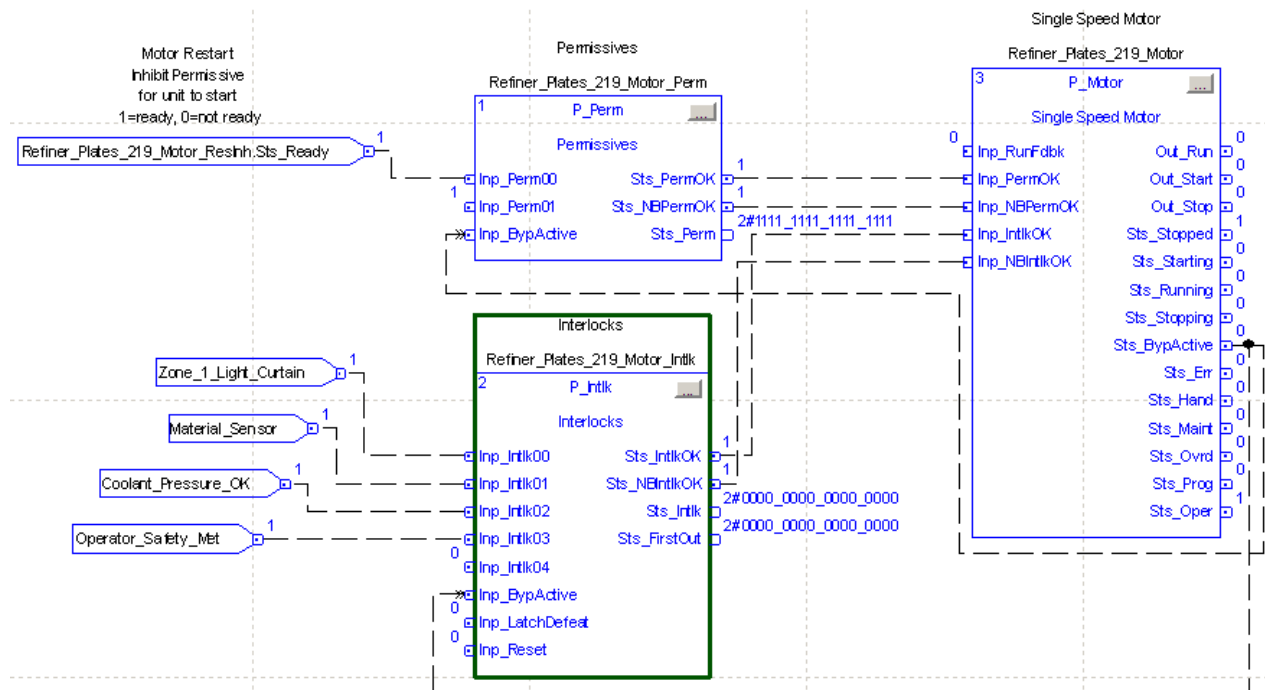 Motor Restart
Inhibit Permissive
for unit to start
1=ready, 0=not ready
Refiner_Plates_219_Motor_ResInh.Sts_Ready
1
Permissives
Refiner_Plates_219_Motor_Perm
1
P_Perm
...
Permissives
Inp_Perm00
Sts_PermOK
1
1
Inp_Perm01
Sts_NBPermOK
1
Inp_BypActive
Sts_Perm
2#1111_1111_1111_1111
Single Speed Motor
Refiner_Plates_219_Motor
3
P_Motor
...
Single Speed Motor
0
Inp_RunFdbk
Out_Run
0
Inp_PermOK
Out_Start
0
Inp_NBPermOK
Out_Stop
0
Inp_IntlkOK
Sts_Stopped
1
Inp_NBIntlkOK
Sts_Starting
0
Sts_Running
0
Sts_Stopping
0
Sts_BypActive
0
Sts_Err
0
Sts_Hand
0
Sts_Maint
0
Sts_Ovrd
0
Sts_Prog
0
Sts_Oper
1
Zone_1_Light_Curtain
1
Material_Sensor
1
Coolant_Pressure_OK
1
Operator_Safety_Met
1
Interlocks
Refiner_Plates_219_Motor_Intlk
2
P_Intlk
...
Interlocks
Inp_Intlk00
Sts_IntlkOK
1
Inp_Intlk01
Sts_NBIntlkOK
1
Inp_Intlk02
Sts_Intlk
2#0000_0000_0000_0000
Inp_Intlk03
Sts_FirstOut
2#0000_0000_0000_0000
0
Inp_Intlk04
Inp_BypActive
0
Inp_LatchDefeat
0
Inp_Reset